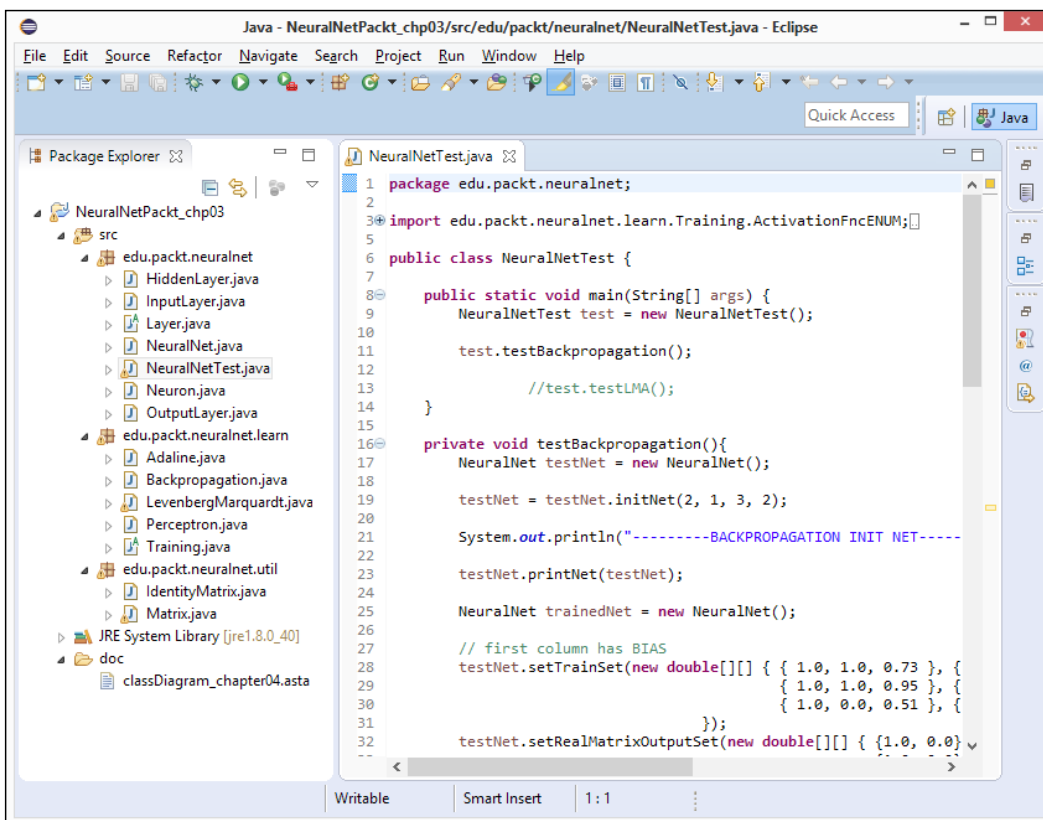 Java - NeuralNetPackt_chp03/src/edu/packt/neuralnet/NeuralNetTest.java - Eclipse
File Edit Source Refactor Navigate Search Project Run Window Help
Quick Access
Java
Package Explorer
NeuralNetPackt_chp03
src
edu.packt.neuralnet
HiddenLayer.java
InputLayer.java
Layer.java
NeuralNet.java
NeuralNetTest.java
Neuron.java
OutputLayer.java
edu.packt.neuralnet.learn
Adaline.java
Backpropagation.java
LevenbergMarquardt.java
Perceptron.java
Training.java
edu.packt.neuralnet.util
IdentityMatrix.java
Matrix.java
JRE System Library [jre1.8.0_40]
doc
classDiagram_chapter04.asta
NeuralNetTest.java
1 package edu.packt.neuralnet;
2
3 import edu.packt.neuralnet.learn.Training.ActivationFncENUM;
5
6 public class NeuralNetTest {
7
8 public static void main(String[] args) {
9 NeuralNetTest test = new NeuralNetTest();
10
11 test.testBackpropagation();
12
13 //test.testLMA();
14 }
15
16 private void testBackpropagation(){
17 NeuralNet testNet = new NeuralNet();
18
19 testNet = testNet.initNet(2, 1, 3, 2);
20
21 System.out.println("---------BACKPROPAGATION INIT NET-----
22
23 testNet.printNet(testNet);
24
25 NeuralNet trainedNet = new NeuralNet();
26
27 // first column has BIAS
28 testNet.setTrainSet(new double[][] { { 1.0, 1.0, 0.73 }, {
29 { 1.0, 1.0, 0.95 }, {
30 { 1.0, 0.0, 0.51 }, {
31 });
32 testNet.setRealMatrixOutputSet(new double[][] { {1.0, 0.0}
Writable Smart Insert 1 : 1